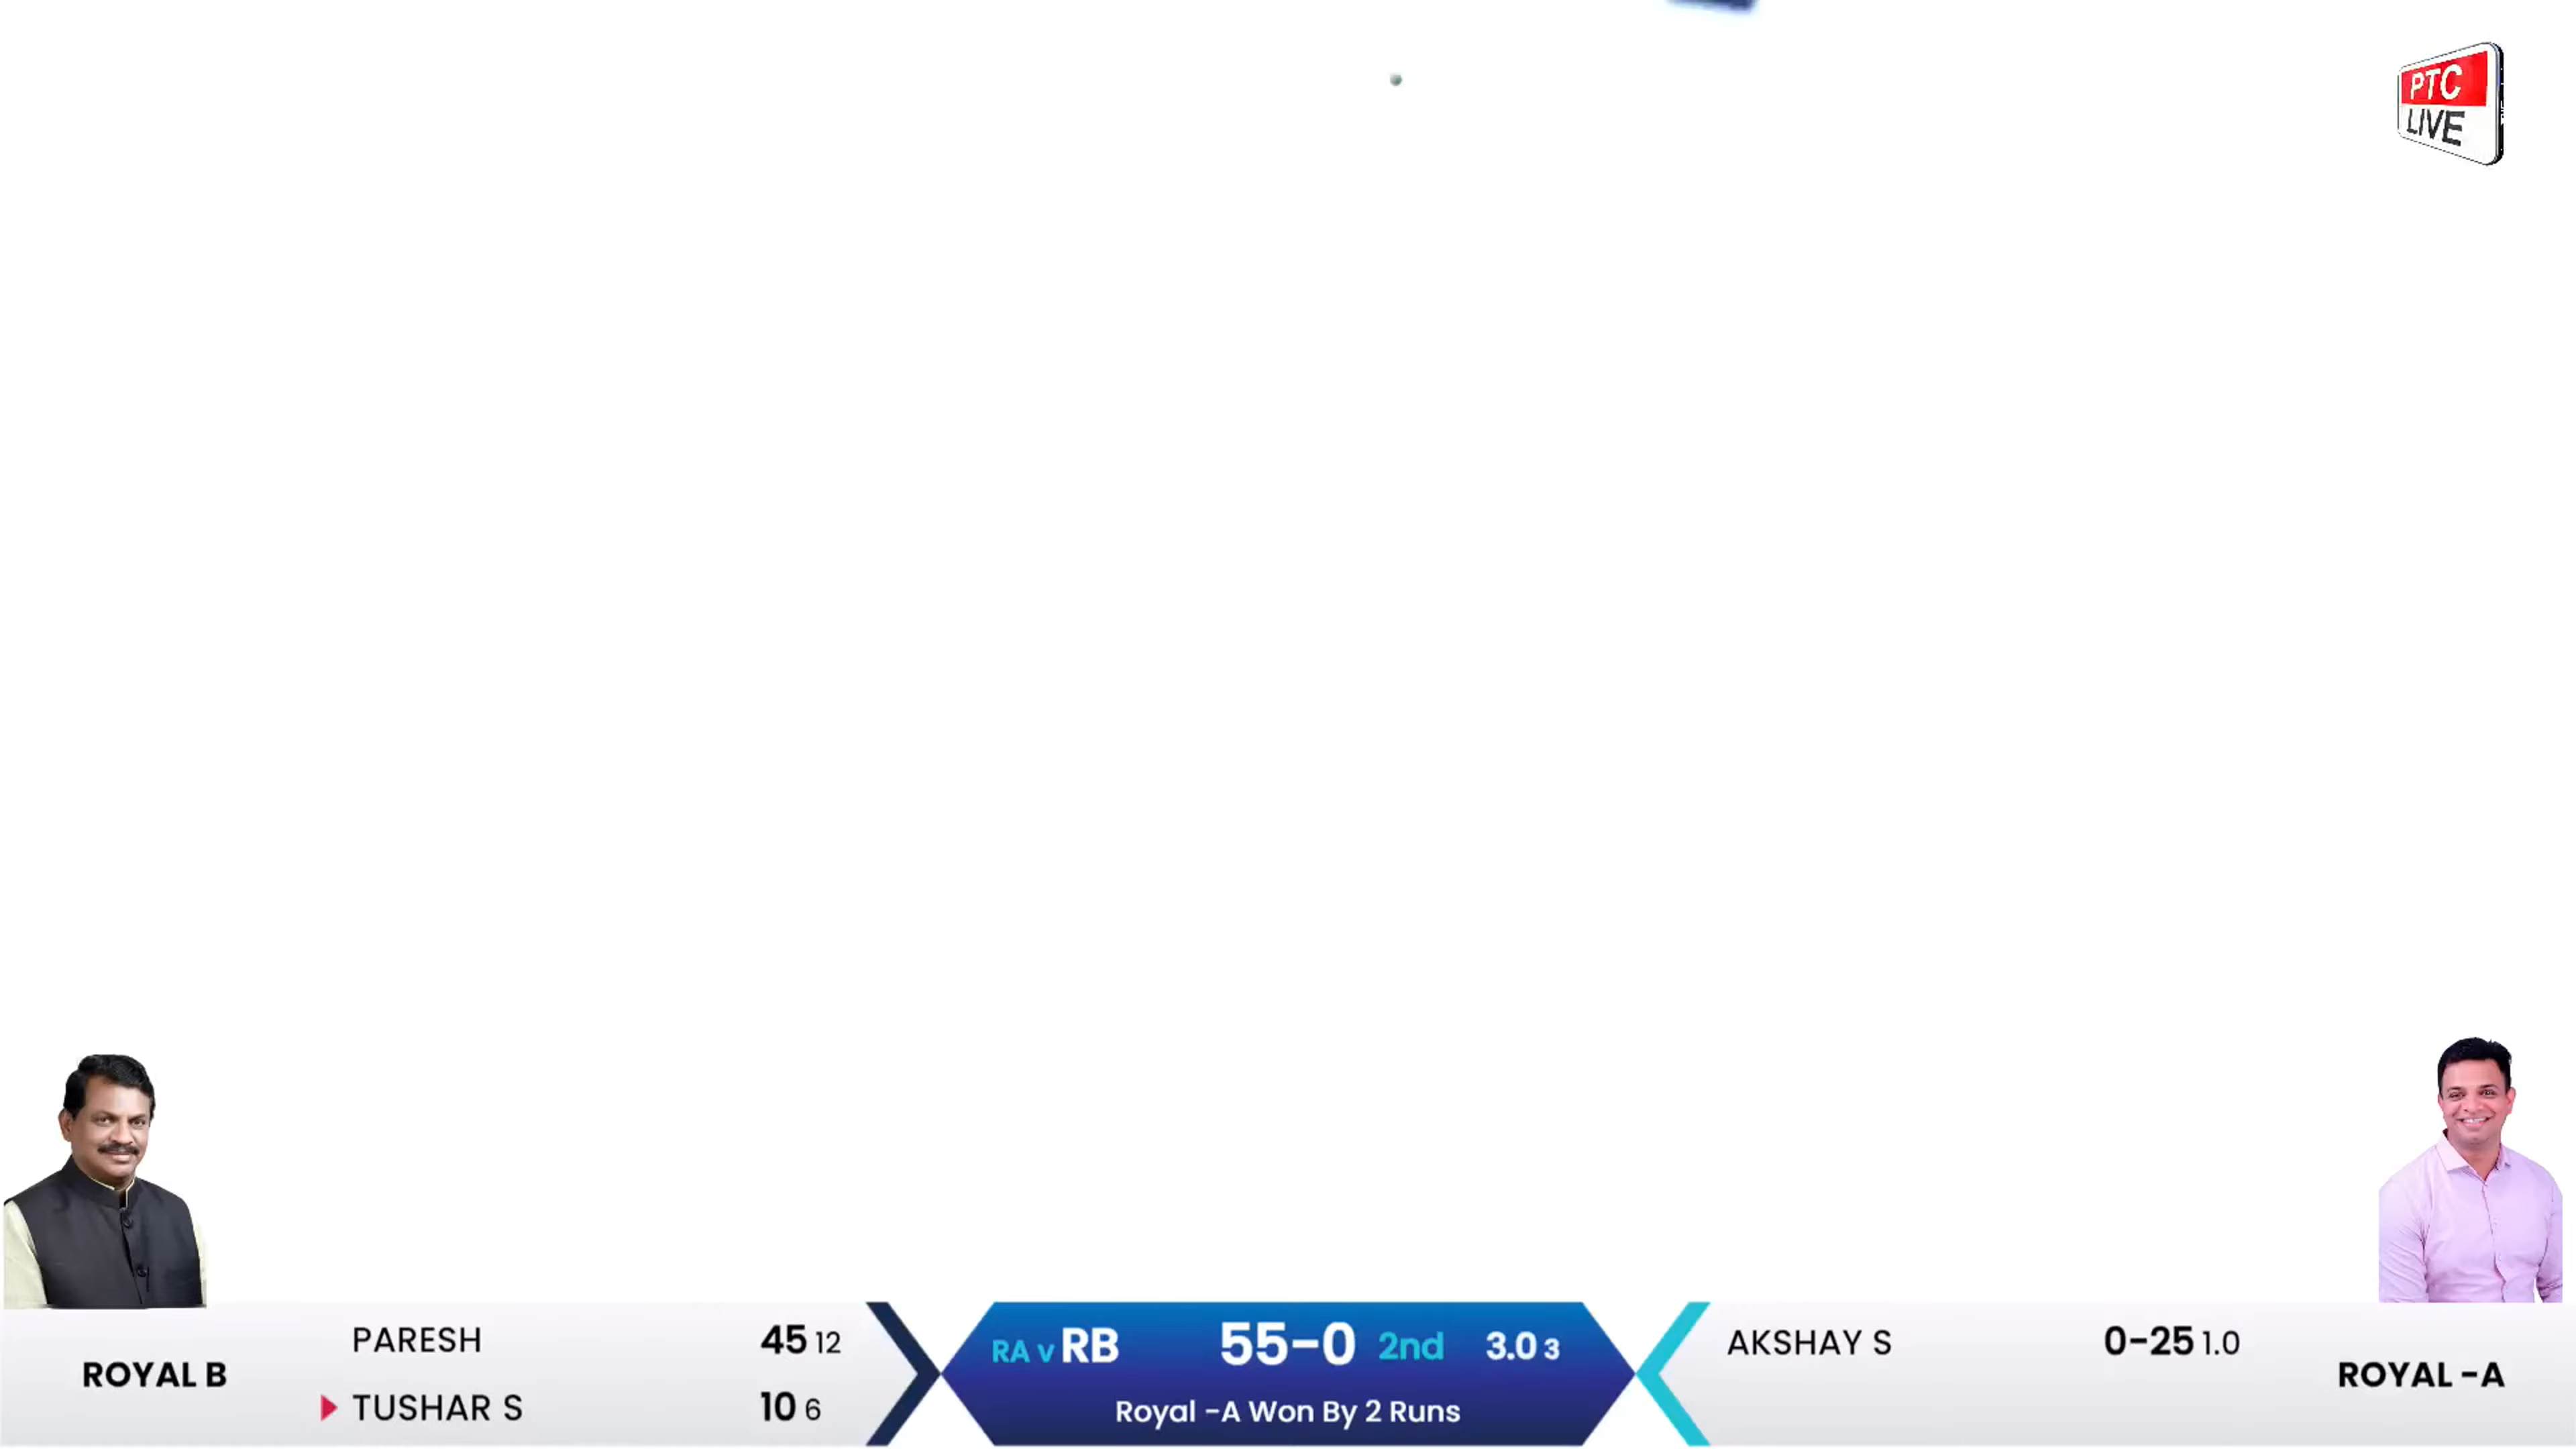 PTC
LIVE
ROYAL B
PARESH 45 12
TUSHAR S 10 6
RA v RB 55-0 2nd 3.0 3
Royal -A Won By 2 Runs
AKSHAY S 0-25 1.0
ROYAL -A